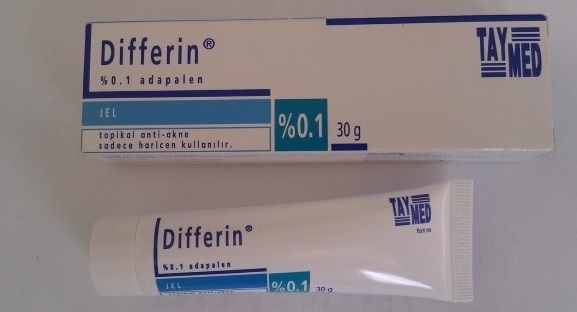 Differin®
%0.1 adapalen
JEL
topikal anti-akne
sadece haricen kullanılır.
%0.1
30 g
TAY
MED
Differin®
%0.1 adapalen
JEL
%0.1
30 g
TAY
MED